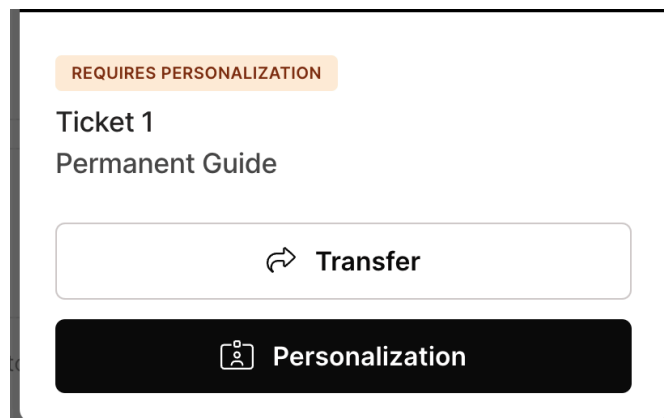 REQUIRES PERSONALIZATION
Ticket 1
Permanent Guide
Transfer
Personalization